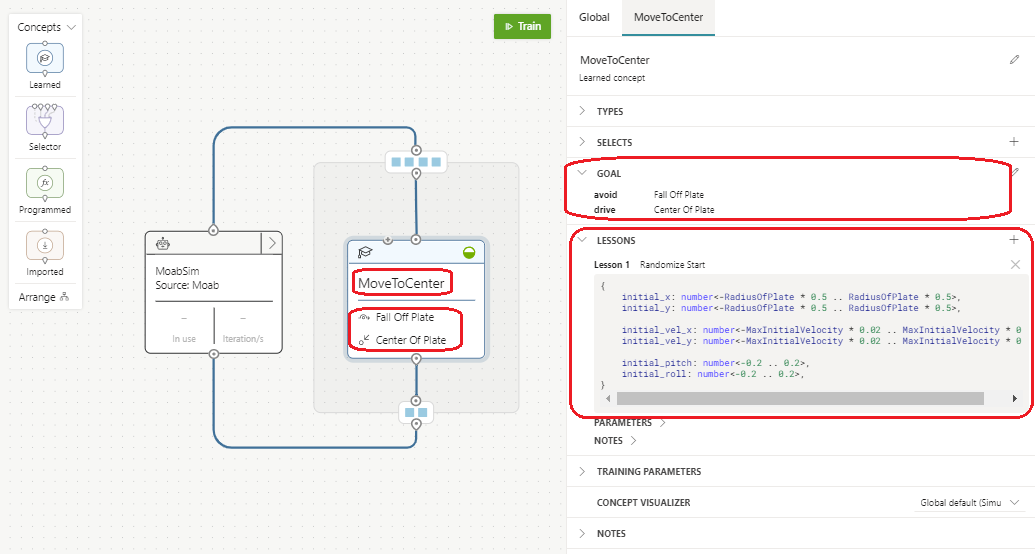 Concepts
Learned
Selector
fx
Programmed
Imported
Arrange
Train
MoabSim
Source: Moab
–
–
In use
Iteration/s
MoveToCenter
Fall Off Plate
Center Of Plate
Global
MoveToCenter
MoveToCenter
Learned concept
TYPES
SELECTS
GOAL
avoid Fall Off Plate
drive Center Of Plate
LESSONS
Lesson 1 Randomize Start
{
initial_x: number<-RadiusOfPlate * 0.5 .. RadiusOfPlate * 0.5>,
initial_y: number<-RadiusOfPlate * 0.5 .. RadiusOfPlate * 0.5>,
initial_vel_x: number<-MaxInitialVelocity * 0.02 .. MaxInitialVelocity * 0
initial_vel_y: number<-MaxInitialVelocity * 0.02 .. MaxInitialVelocity * 0
initial_pitch: number<-0.2 .. 0.2>,
initial_roll: number<-0.2 .. 0.2>,
}
PARAMETERS
NOTES
TRAINING PARAMETERS
CONCEPT VISUALIZER Global default (Simu
NOTES